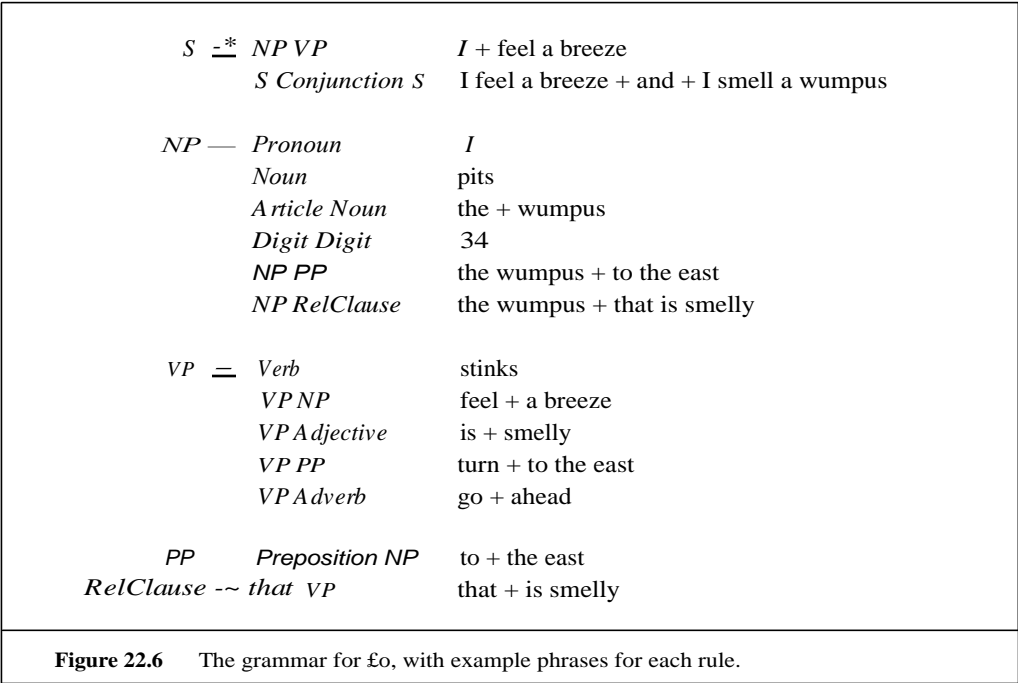 S -* NP VP I + feel a breeze
S Conjunction S I feel a breeze + and + I smell a wumpus
NP — Pronoun I
Noun pits
Article Noun the + wumpus
Digit Digit 34
NP PP the wumpus + to the east
NP RelClause the wumpus + that is smelly
VP — Verb stinks
VP NP feel + a breeze
VP Adjective is + smelly
VP PP turn + to the east
VP Adverb go + ahead
PP Preposition NP to + the east
RelClause -~ that VP that + is smelly
Figure 22.6 The grammar for £o, with example phrases for each rule.